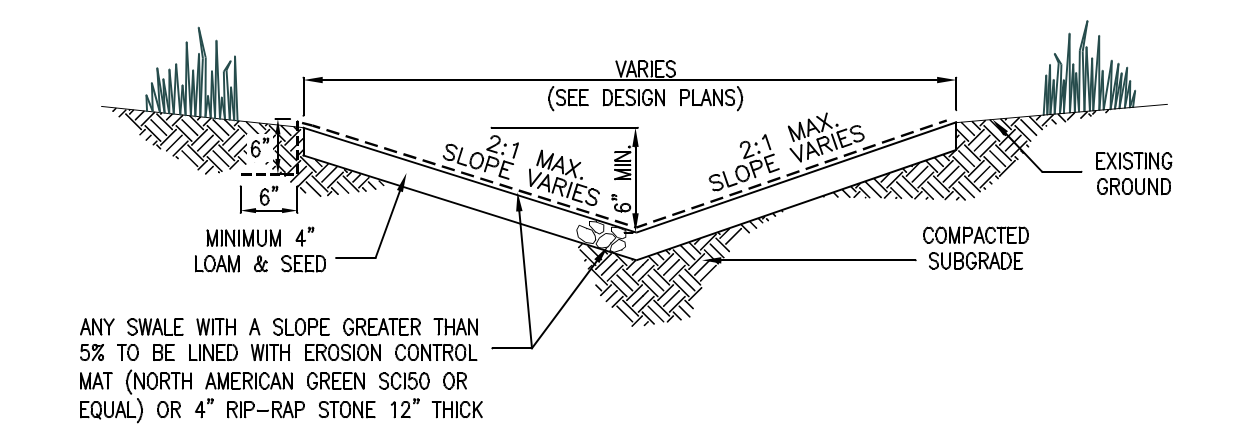 VARIES
(SEE DESIGN PLANS)
2:1 MAX.
SLOPE VARIES
6" MIN.
2:1 MAX.
SLOPE VARIES
6"
6"
EXISTING
GROUND
MINIMUM 4"
LOAM & SEED
COMPACTED
SUBGRADE
ANY SWALE WITH A SLOPE GREATER THAN
5% TO BE LINED WITH EROSION CONTROL
MAT (NORTH AMERICAN GREEN SC150 OR
EQUAL) OR 4" RIP-RAP STONE 12" THICK